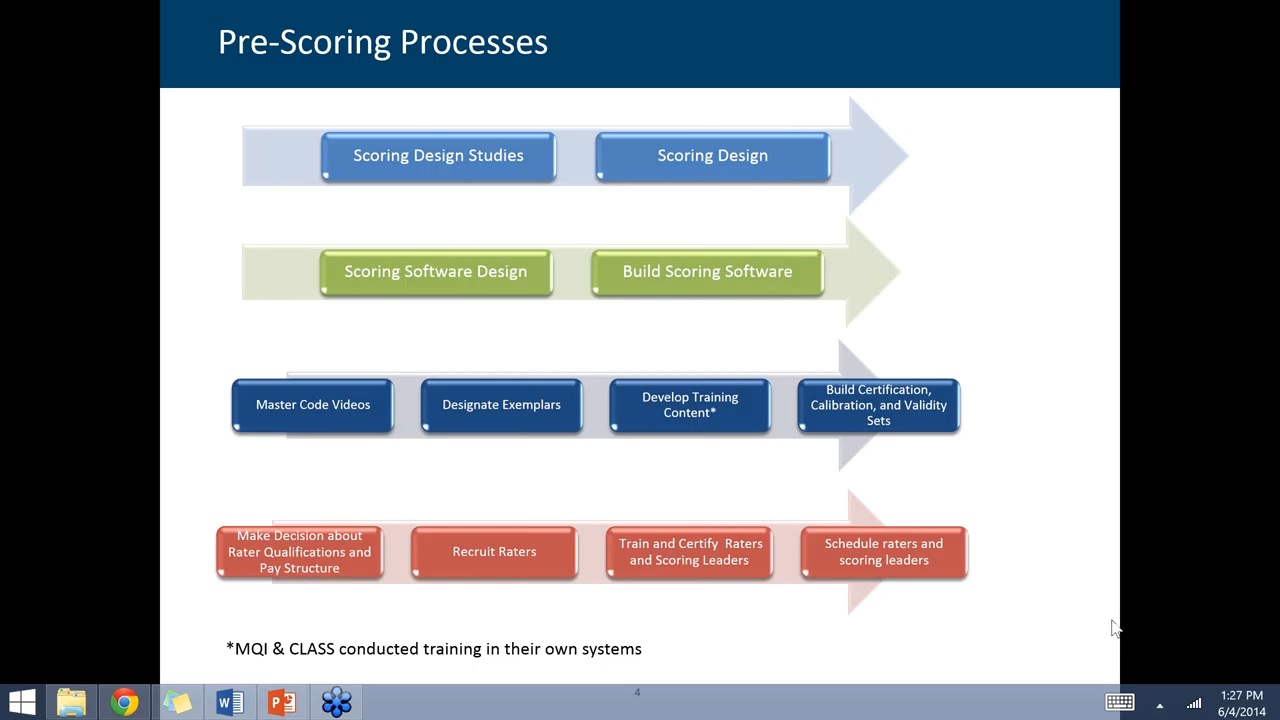 Pre-Scoring Processes
Scoring Design Studies
Scoring Design
Scoring Software Design
Build Scoring Software
Master Code Videos
Designate Exemplars
Develop Training
Content*
Build Certification,
Calibration, and Validity
Sets
Make Decision about
Rater Qualifications and
Pay Structure
Recruit Raters
Train and Certify Raters
and Scoring Leaders
Schedule raters and
scoring leaders
*MQI & CLASS conducted training in their own systems
4
1:27 PM
6/4/2014